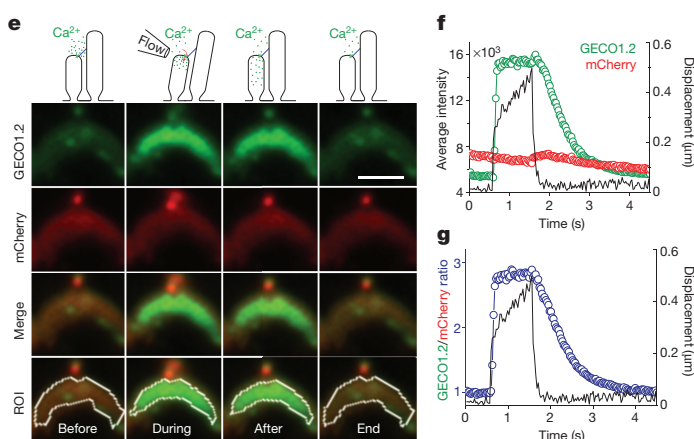 e
Ca2+ Ca2+ Ca2+ Ca2+
Flow
GECO1.2
mCherry
Merge
ROI
Before During After End
f
×10³
GECO1.2
mCherry
Average intensity
16
14
12
10
8
6
4
Displacement (µm)
0.6
0.4
0.2
0
0 1 2 3 4
Time (s)
g
GECO1.2/mCherry ratio
3
2
1
Displacement (µm)
0.6
0.4
0.2
0
0 1 2 3 4
Time (s)